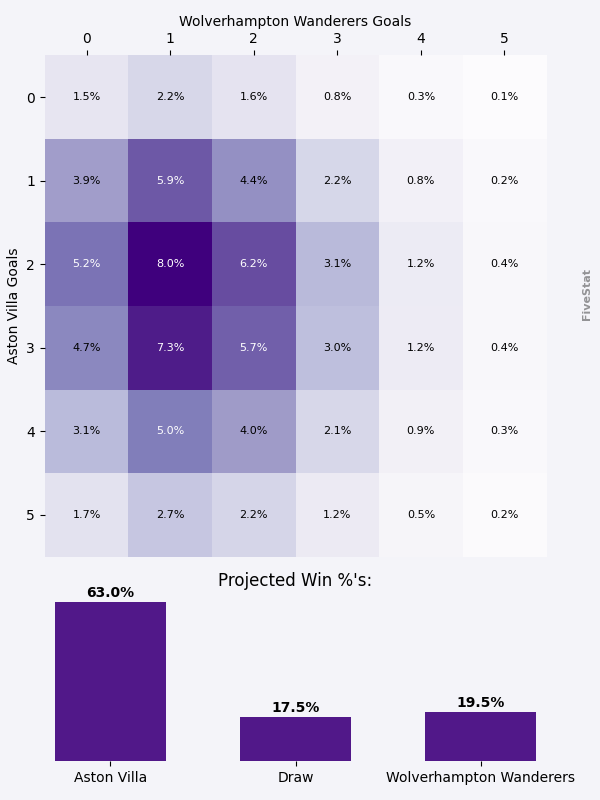 Wolverhampton Wanderers Goals
0 1 2 3 4 5
Aston Villa Goals
0 1.5% 2.2% 1.6% 0.8% 0.3% 0.1%
1 3.9% 5.9% 4.4% 2.2% 0.8% 0.2%
2 5.2% 8.0% 6.2% 3.1% 1.2% 0.4%
3 4.7% 7.3% 5.7% 3.0% 1.2% 0.4%
4 3.1% 5.0% 4.0% 2.1% 0.9% 0.3%
5 1.7% 2.7% 2.2% 1.2% 0.5% 0.2%
FiveStat
Projected Win %'s:
63.0% 17.5% 19.5%
Aston Villa Draw Wolverhampton Wanderers